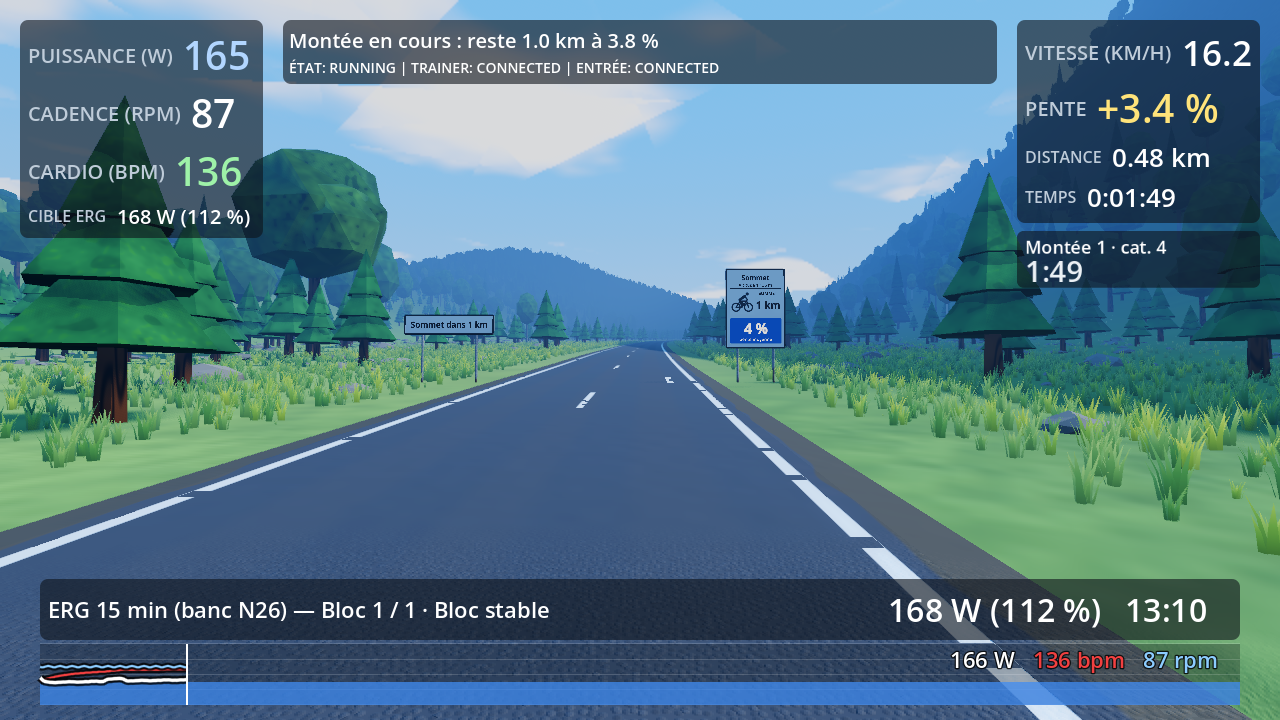 PUISSANCE (W) 165
CADENCE (RPM) 87
CARDIO (BPM) 136
CIBLE ERG 168 W (112 %)
Montée en cours : reste 1.0 km à 3.8 %
ÉTAT: RUNNING | TRAINER: CONNECTED | ENTRÉE: CONNECTED
VITESSE (KM/H) 16.2
PENTE +3.4 %
DISTANCE 0.48 km
TEMPS 0:01:49
Montée 1 · cat. 4
1:49
Sommet dans 1 km
Sommet
1 km
4 %
ERG 15 min (banc N26) — Bloc 1 / 1 · Bloc stable
168 W (112 %) 13:10
166 W 136 bpm 87 rpm